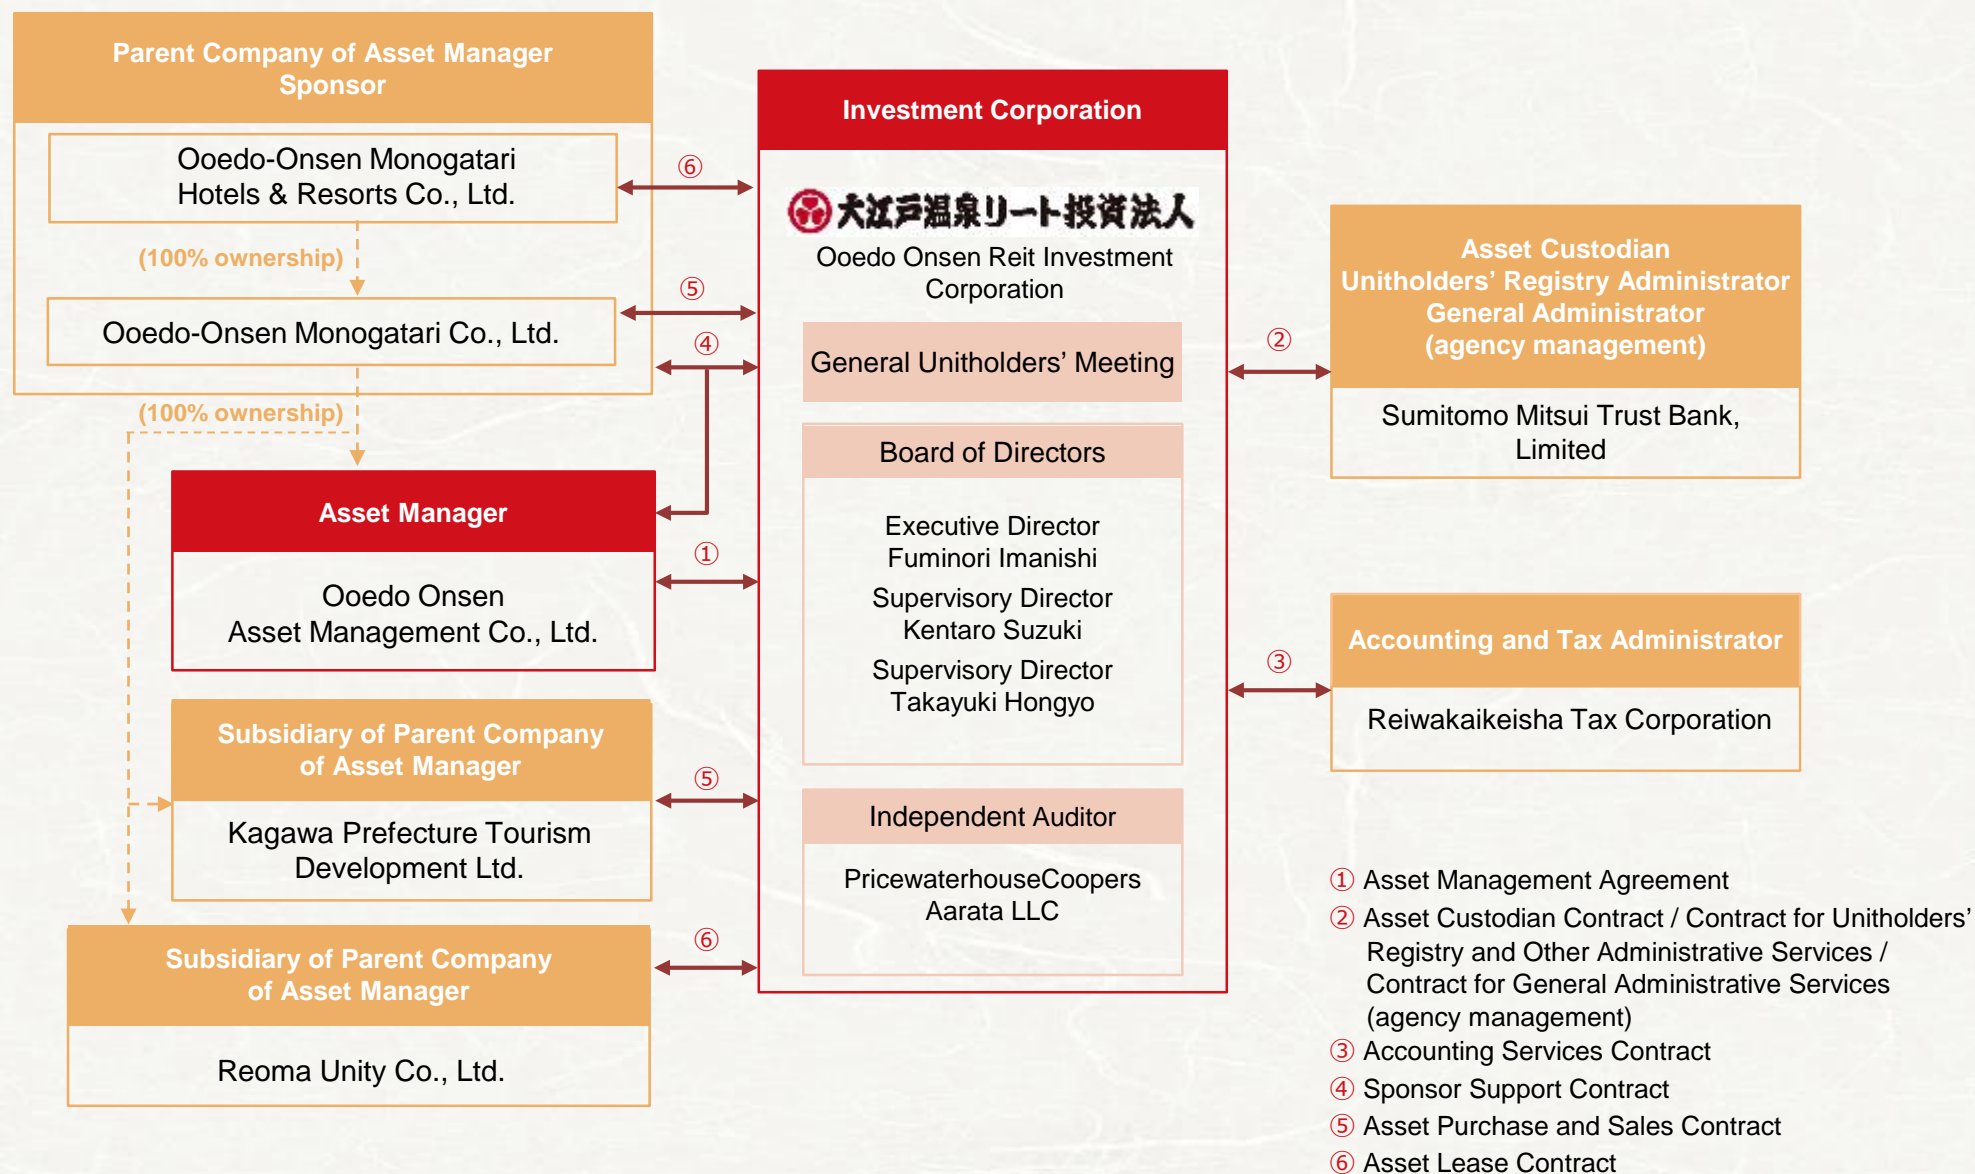 Parent Company of Asset Manager
Sponsor
Ooedo-Onsen Monogatari
Hotels & Resorts Co., Ltd.
(100% ownership)
Ooedo-Onsen Monogatari Co., Ltd.
(100% ownership)
Asset Manager
Ooedo Onsen
Asset Management Co., Ltd.
Subsidiary of Parent Company
of Asset Manager
Kagawa Prefecture Tourism
Development Ltd.
Subsidiary of Parent Company
of Asset Manager
Reoma Unity Co., Ltd.
⑥
⑤
④
①
⑤
⑥
Investment Corporation
大江戸温泉リート投資法人
Ooedo Onsen Reit Investment
Corporation
General Unitholders’ Meeting
Board of Directors
Executive Director
Fuminori Imanishi
Supervisory Director
Kentaro Suzuki
Supervisory Director
Takayuki Hongyo
Independent Auditor
PricewaterhouseCoopers
Aarata LLC
②
③
Asset Custodian
Unitholders’ Registry Administrator
General Administrator
(agency management)
Sumitomo Mitsui Trust Bank,
Limited
Accounting and Tax Administrator
Reiwakaikeisha Tax Corporation
① Asset Management Agreement
② Asset Custodian Contract / Contract for Unitholders’
Registry and Other Administrative Services /
Contract for General Administrative Services
(agency management)
③ Accounting Services Contract
④ Sponsor Support Contract
⑤ Asset Purchase and Sales Contract
⑥ Asset Lease Contract